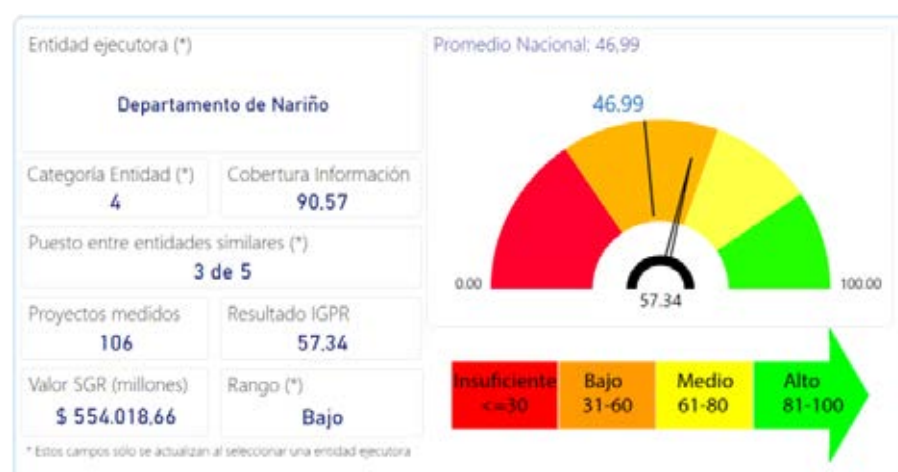 Entidad ejecutora (*)
Departamento de Nariño
Categoría Entidad (*)
4
Cobertura Información
90.57
Puesto entre entidades similares (*)
3 de 5
Proyectos medidos
106
Resultado IGPR
57.34
Valor SGR (millones)
$ 554.018,66
Rango (*)
Bajo
* Estos campos sólo se actualizan al seleccionar una entidad ejecutora
Promedio Nacional: 46,99
46.99
0.00
57.34
100.00
Insuficiente
<=30
Bajo
31-60
Medio
61-80
Alto
81-100